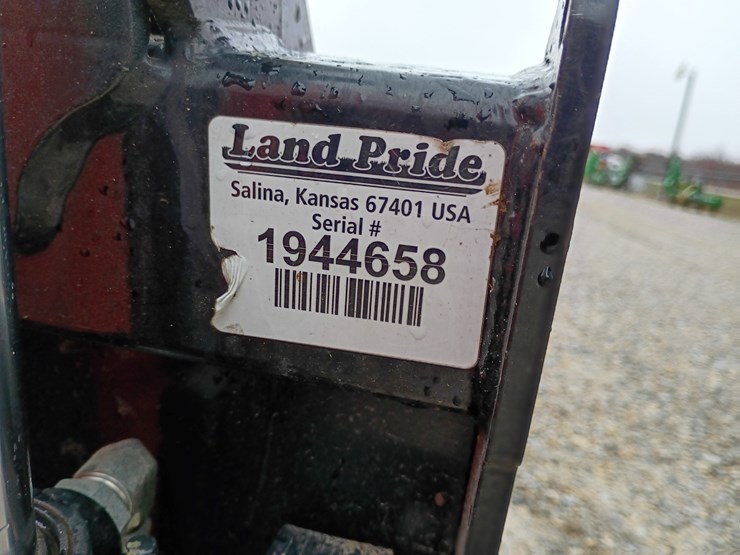 Land Pride
Salina, Kansas 67401 USA
Serial #
1944658